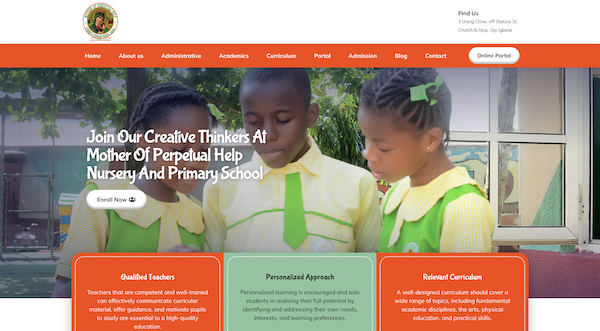 Find Us
3 Urang Close, off Olatunji St,
Church B/Stop. Ojo Igbede
Home About us Administrative Academics Curriculum Portal Admission Blog Contact Online Portal
Join Our Creative Thinkers At
Mother Of Perpetual Help
Nursery And Primary School
Enroll Now
Qualified Teachers
Teachers that are competent and well-trained
can effectively communicate curricular
material, offer guidance, and motivate pupils
to study are essential to a high-quality
education.
Personalized Approach
Personalised learning is encouraged and aids
students in realising their full potential by
identifying and addressing their own needs,
interests, and learning preferences.
Relevant Curriculum
A well-designed curriculum should cover a
wide range of topics, including fundamental
academic disciplines, the arts, physical
education, and practical skills.